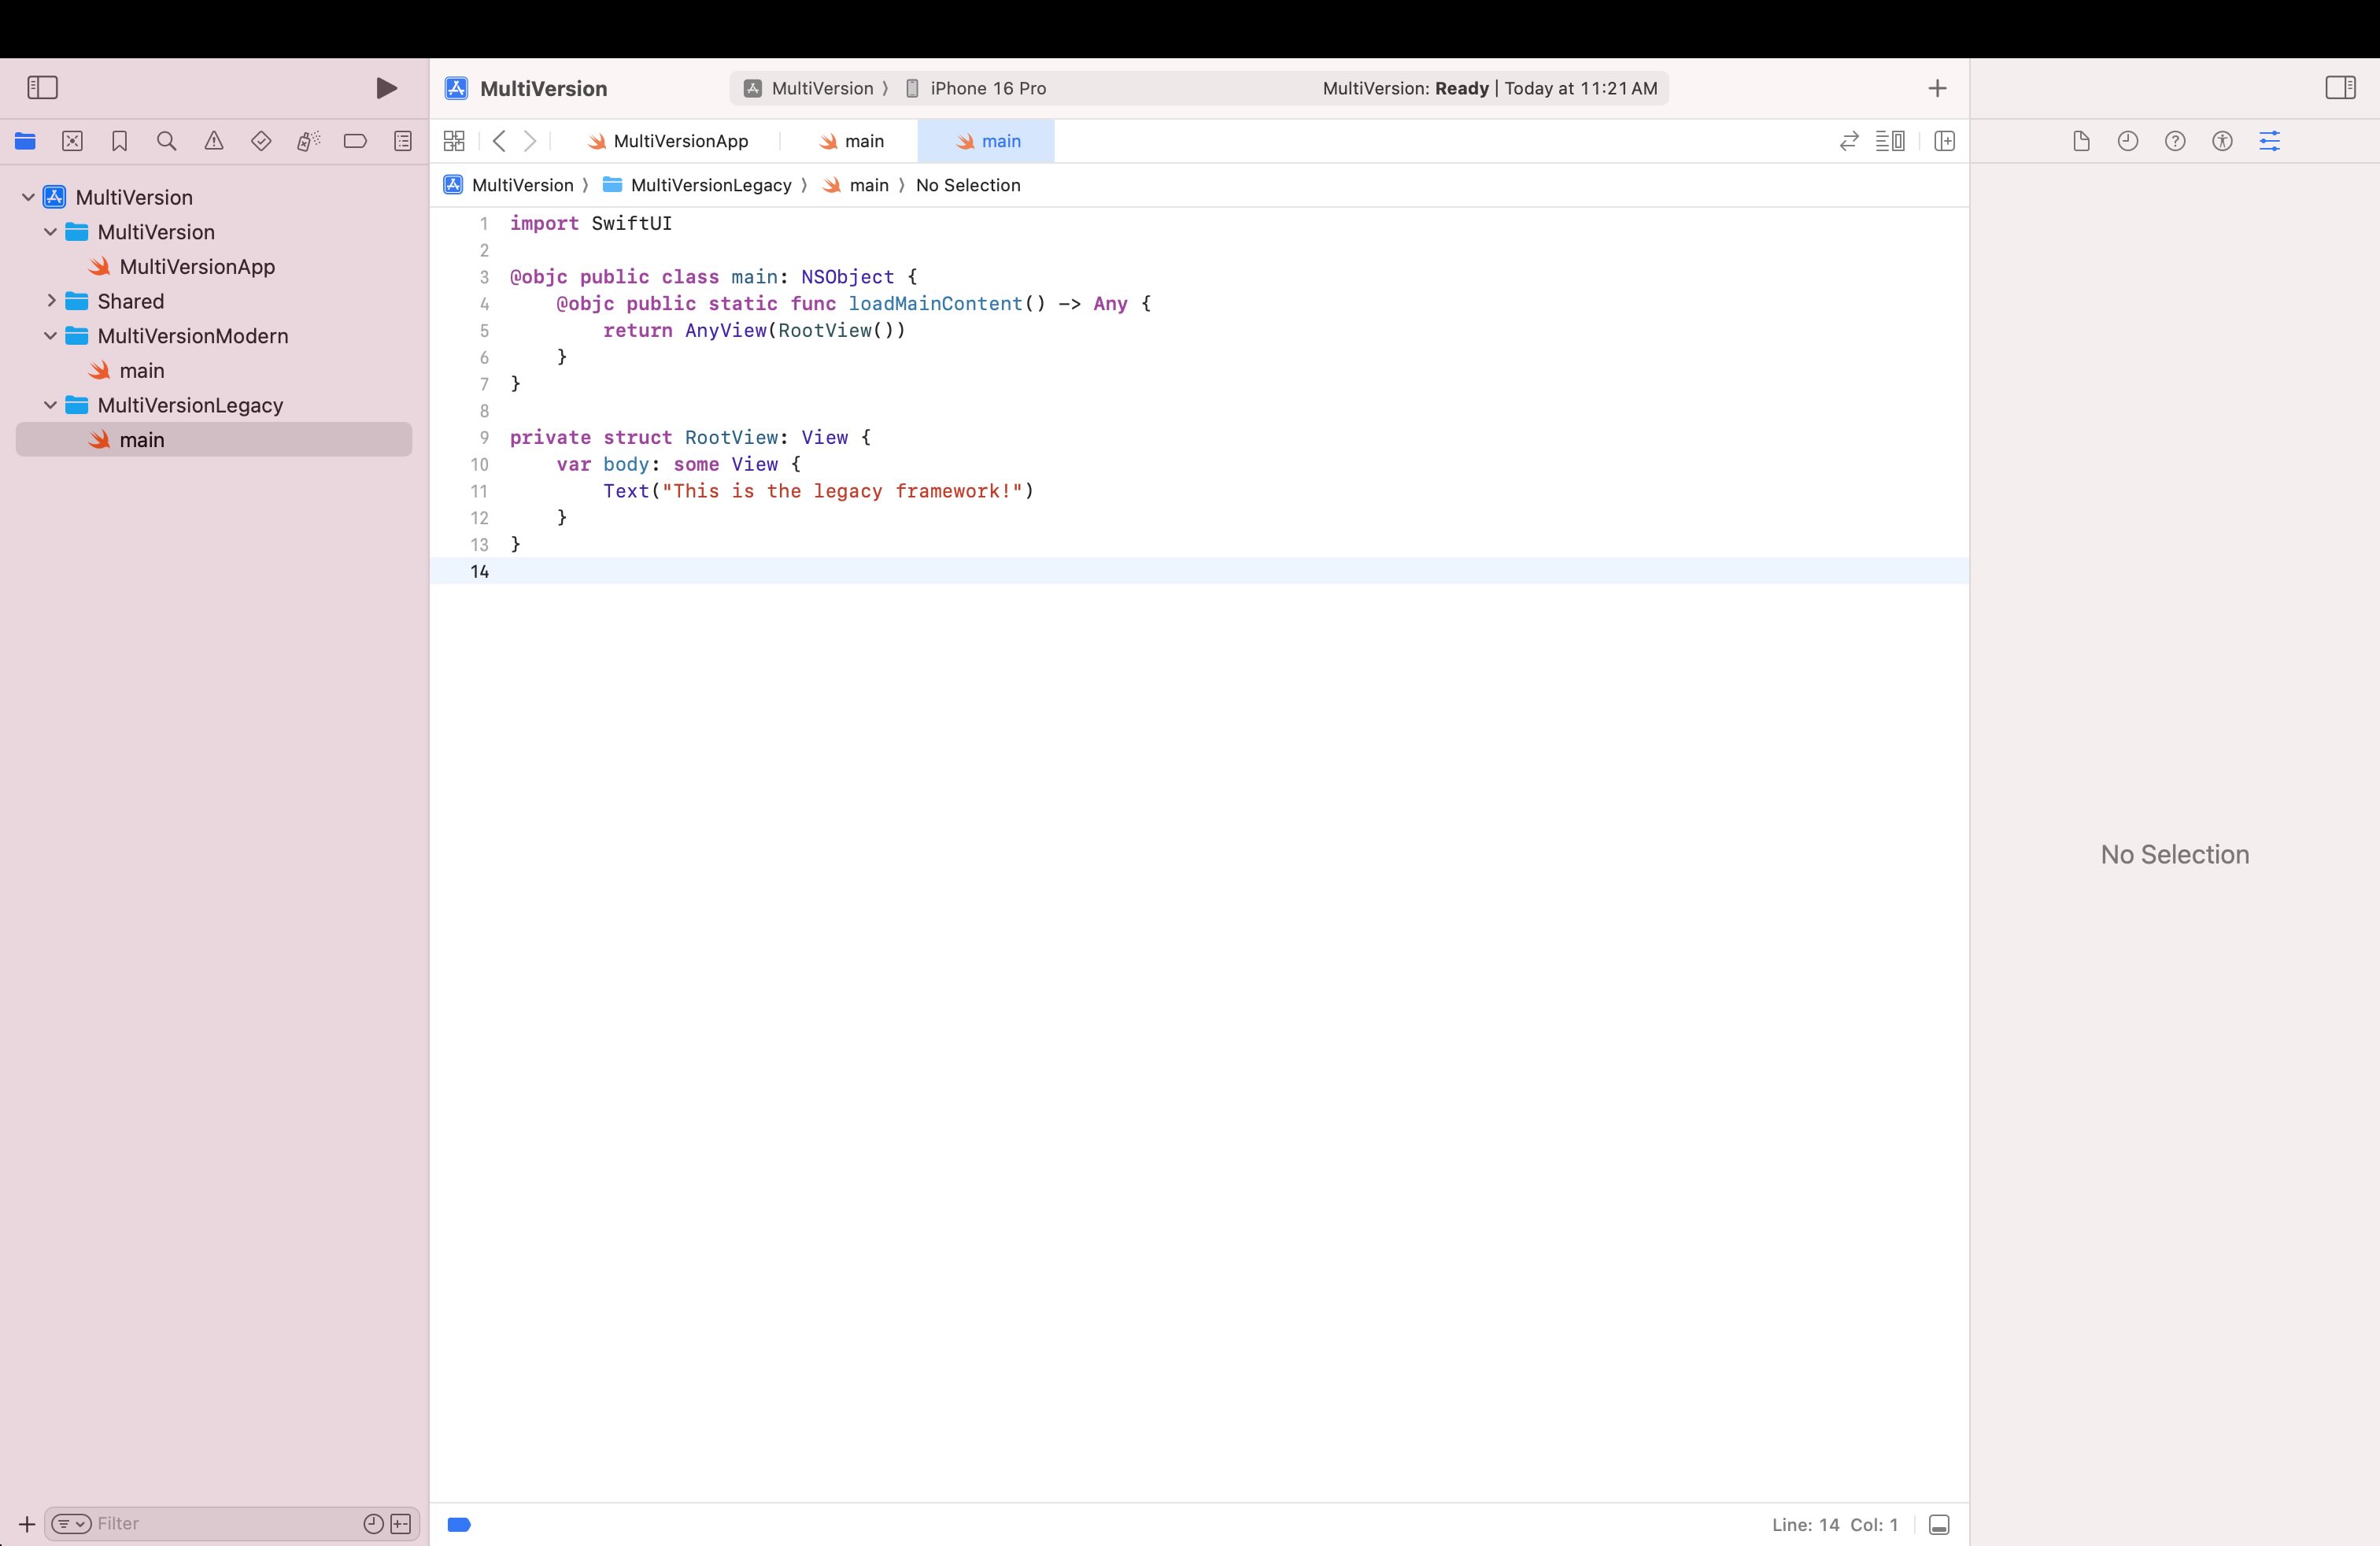 MultiVersion
MultiVersion
iPhone 16 Pro
MultiVersion: Ready | Today at 11:21 AM
MultiVersionApp
main
main
MultiVersion
MultiVersionLegacy
main
No Selection
MultiVersion
MultiVersion
MultiVersionApp
Shared
MultiVersionModern
main
MultiVersionLegacy
main
1 import SwiftUI
2
3 @objc public class main: NSObject {
4     @objc public static func loadMainContent() -> Any {
5         return AnyView(RootView())
6     }
7 }
8
9 private struct RootView: View {
10     var body: some View {
11         Text("This is the legacy framework!")
12     }
13 }
14
No Selection
Filter
Line: 14 Col: 1